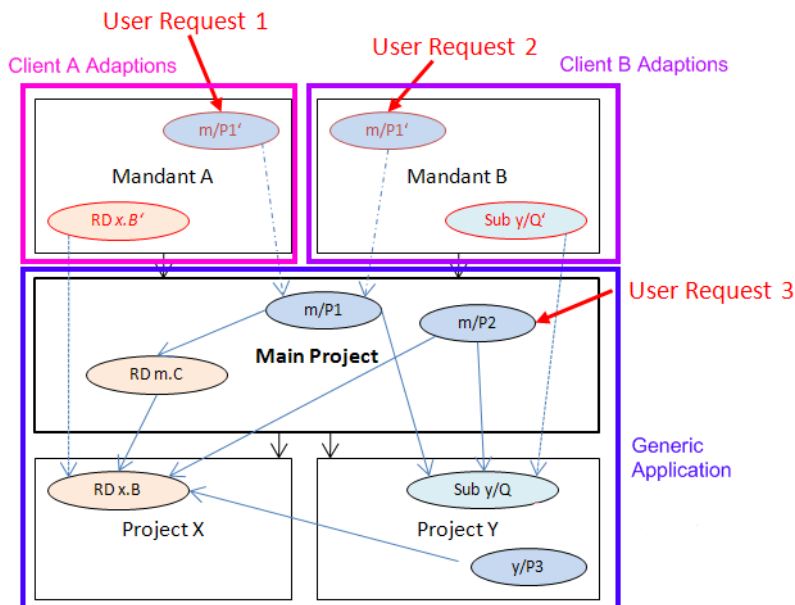 User Request 1
User Request 2
Client A Adaptions
Client B Adaptions
m/P1‘
m/P1‘
Mandant A
Mandant B
RD x.B‘
Sub y/Q‘
User Request 3
m/P1
m/P2
Main Project
RD m.C
Generic
Application
RD x.B
Sub y/Q
Project X
Project Y
y/P3